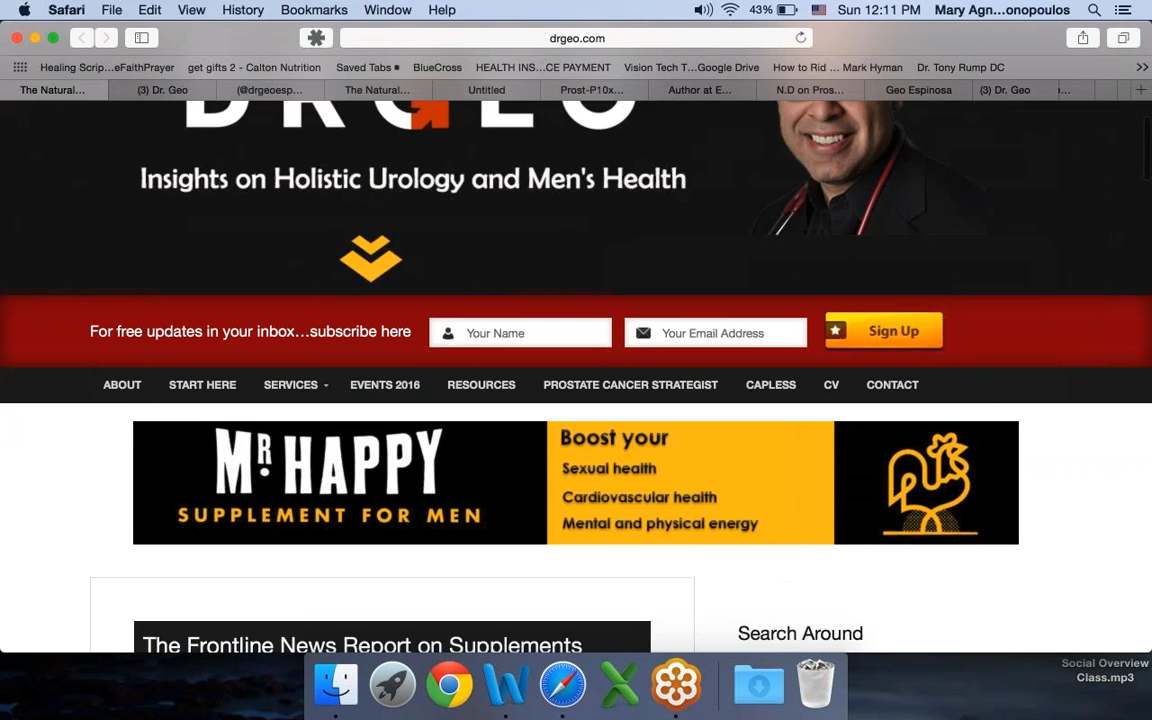 Safari File Edit View History Bookmarks Window Help 43% Sun 12:11 PM Mary Agn...onopoulos
drgeo.com
Healing Scrip...eFaithPrayer get gifts 2 - Calton Nutrition Saved Tabs BlueCross HEALTH INS...CE PAYMENT Vision Tech T...Google Drive How to Rid ... Mark Hyman Dr. Tony Rump DC
The Natural... (3) Dr. Geo (@drgeoesp... The Natural... Untitled Prost-P10x... Author at E... N.D on Pros... Geo Espinosa (3) Dr. Geo
DRGEO
Insights on Holistic Urology and Men's Health
For free updates in your inbox...subscribe here Your Name Your Email Address Sign Up
ABOUT START HERE SERVICES EVENTS 2016 RESOURCES PROSTATE CANCER STRATEGIST CAPLESS CV CONTACT
MR HAPPY
SUPPLEMENT FOR MEN
Boost your
Sexual health
Cardiovascular health
Mental and physical energy
The Frontline News Report on Supplements
Search Around
Social Overview
Class.mp3